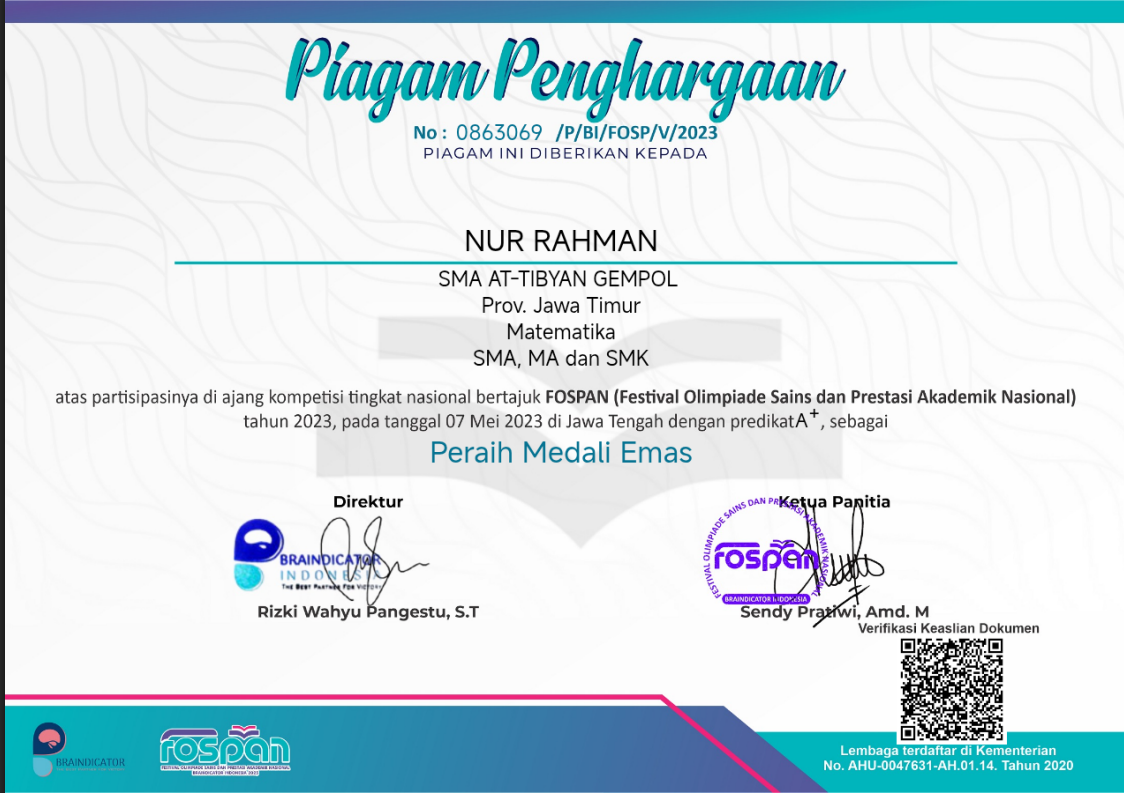 Piagam Penghargaan
No : 0863069 /P/BI/FOSP/V/2023
PIAGAM INI DIBERIKAN KEPADA
NUR RAHMAN
SMA AT-TIBYAN GEMPOL
Prov. Jawa Timur
Matematika
SMA, MA dan SMK
atas partisipasinya di ajang kompetisi tingkat nasional bertajuk FOSPAN (Festival Olimpiade Sains dan Prestasi Akademik Nasional)
tahun 2023, pada tanggal 07 Mei 2023 di Jawa Tengah dengan predikatA+, sebagai
Peraih Medali Emas
Direktur
BRAINDICATOR
INDONESIA
THE BEST PARTNER FOR VICTORY
Rizki Wahyu Pangestu, S.T
Ketua Panitia
FESTIVAL OLIMPIADE SAINS DAN PRESTASI AKADEMIK NASIONAL
fospan
BRAINDICATOR INDONESIA
Sendy Pratiwi, Amd. M
Verifikasi Keaslian Dokumen
BRAINDICATOR
fospan
FESTIVAL OLIMPIADE SAINS DAN PRESTASI AKADEMIK NASIONAL
BRAINDICATOR INDONESIA 2023
Lembaga terdaftar di Kementerian
No. AHU-0047631-AH.01.14. Tahun 2020